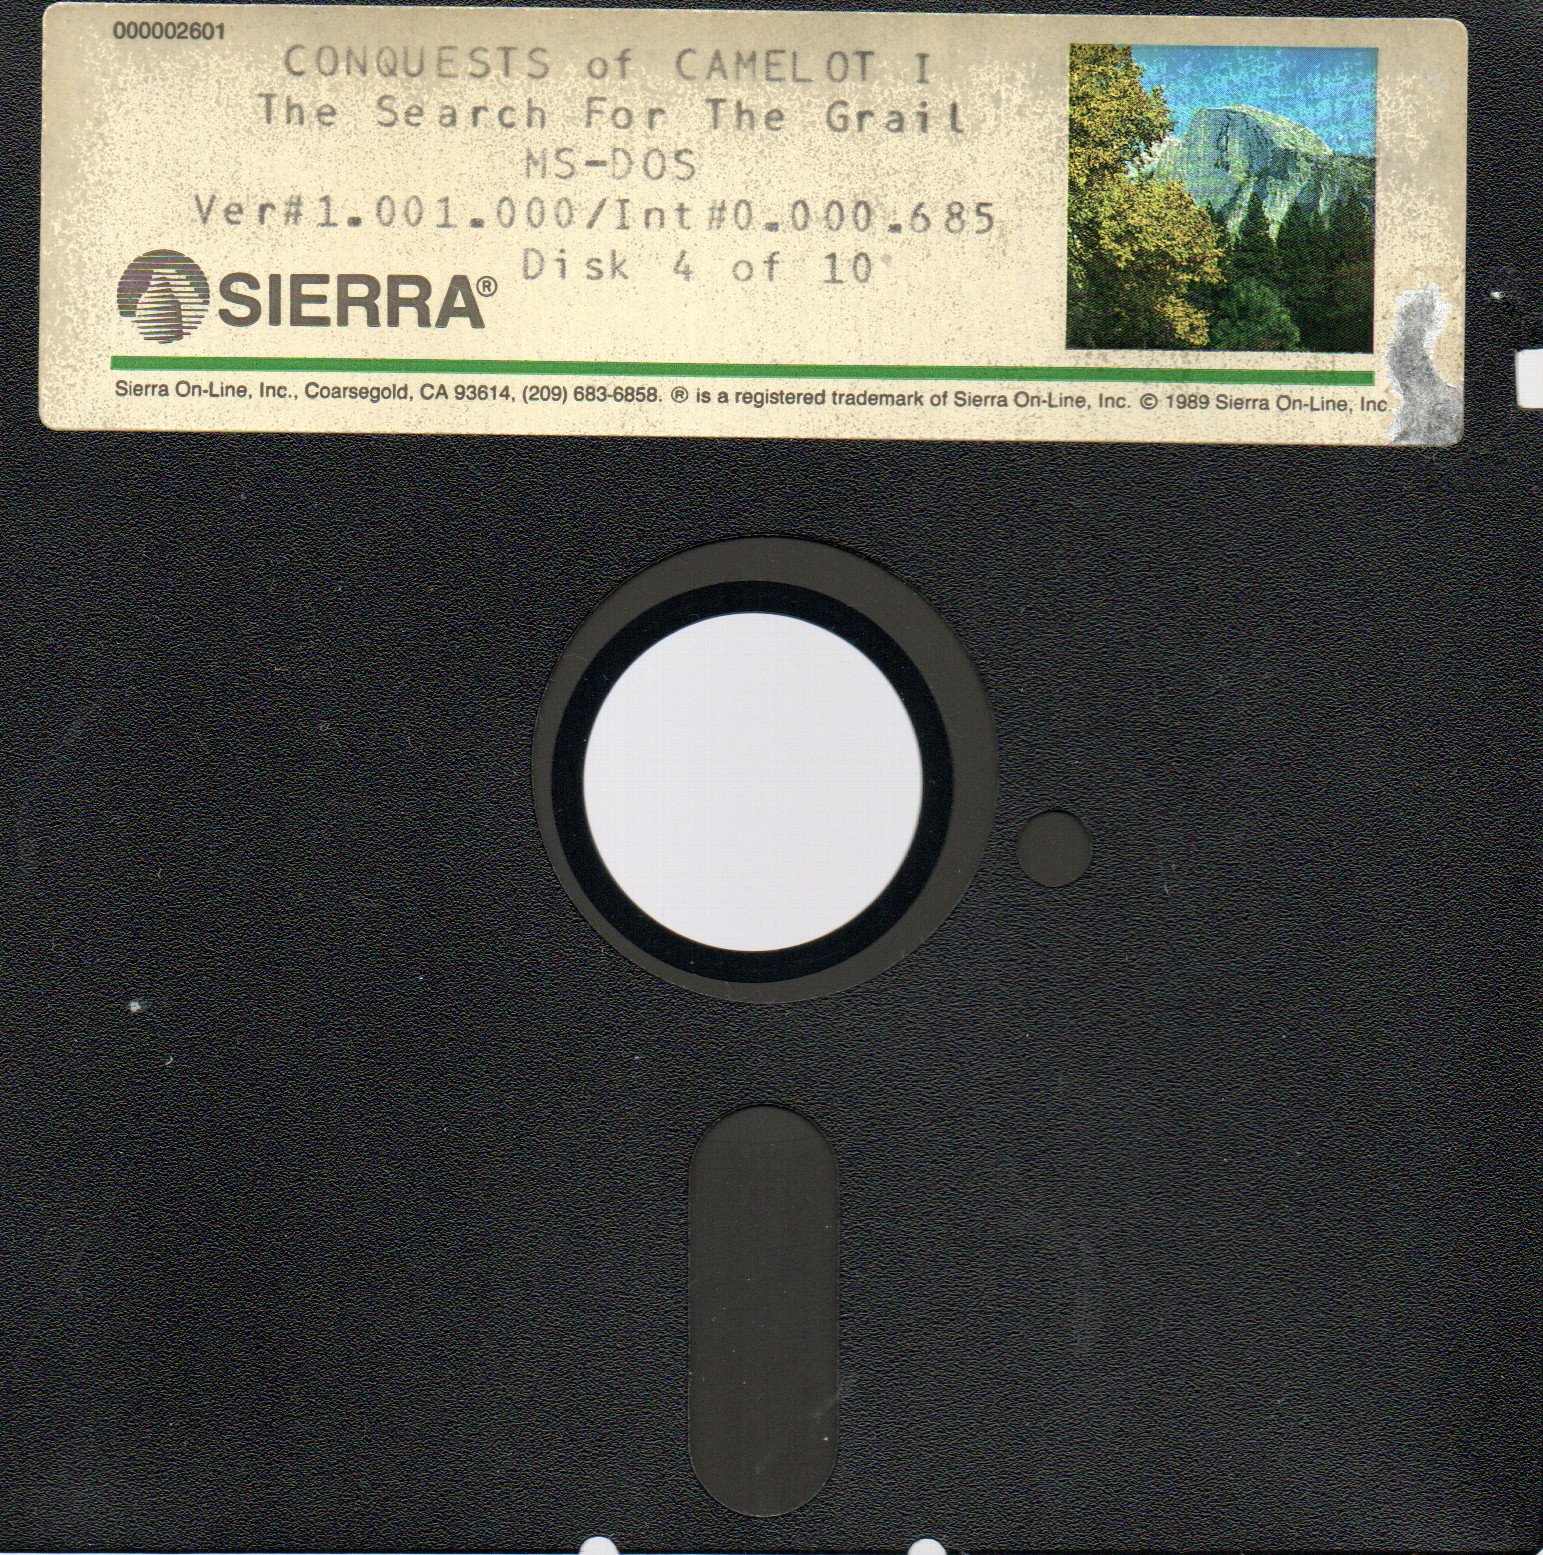 000002601
CONQUESTS of CAMELOT I
The Search For The Grail
MS-DOS
Ver#1.001.000/Int#0.000.685
Disk 4 of 10
SIERRA®
Sierra On-Line, Inc., Coarsegold, CA 93614, (209) 683-6858. ® is a registered trademark of Sierra On-Line, Inc. © 1989 Sierra On-Line, Inc